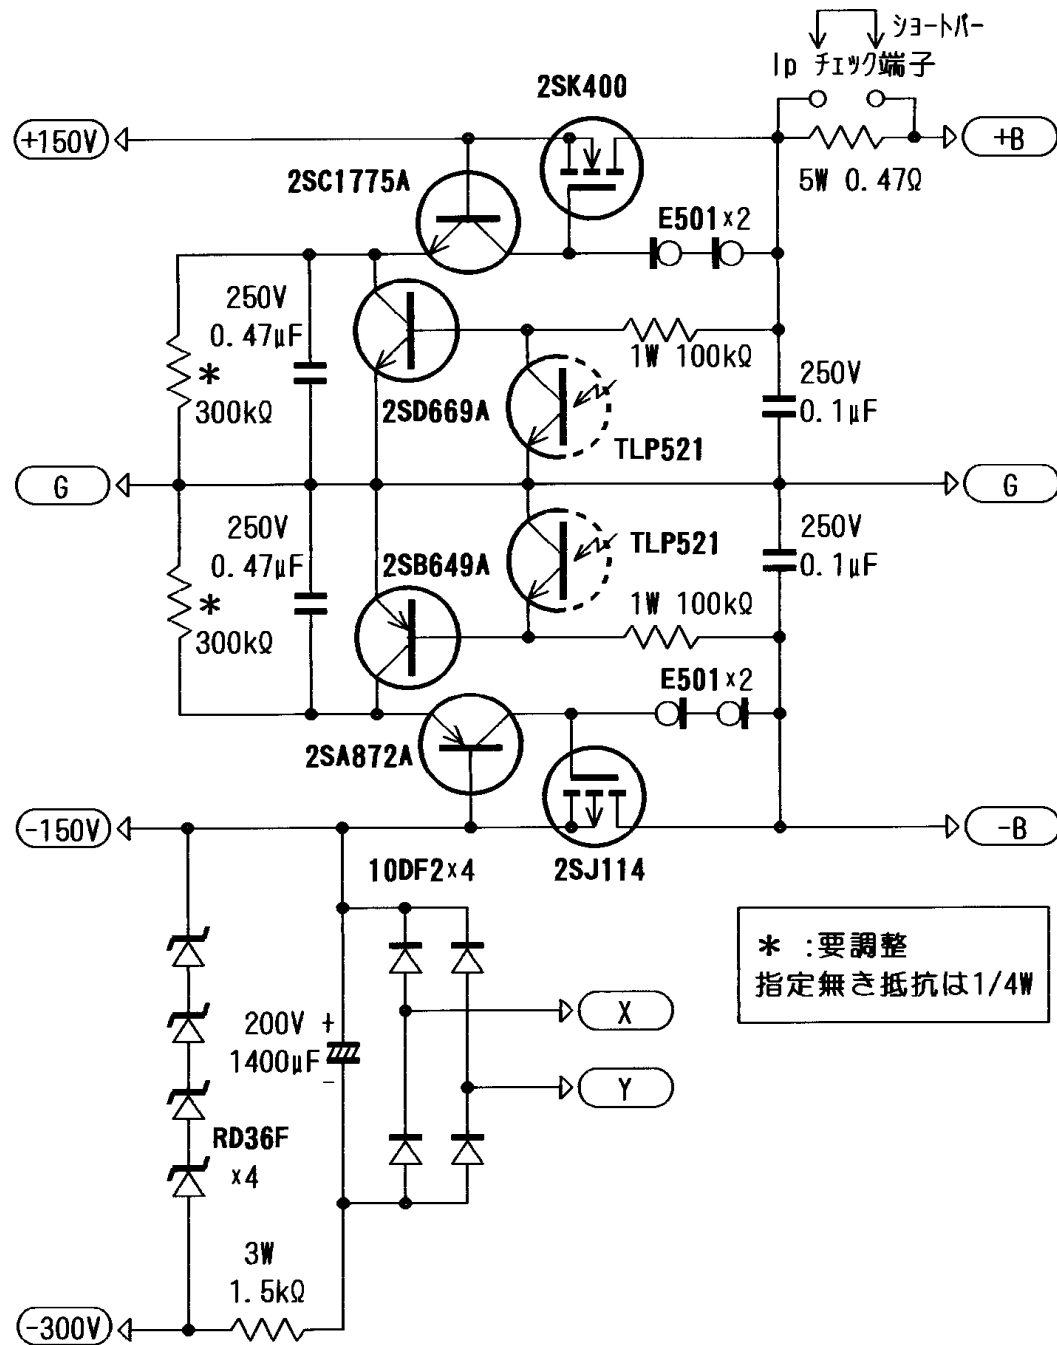 ショートバー
Ip チェック端子
2SK400
+150V
+B
2SC1775A
5W 0.47Ω
E501×2
250V
0.47μF
1W 100kΩ
*
300kΩ
2SD669A
250V
0.1μF
TLP521
G
G
250V
0.47μF
2SB649A
TLP521
250V
0.1μF
*
300kΩ
1W 100kΩ
E501×2
2SA872A
-150V
-B
10DF2×4
2SJ114
* :要調整
指定無き抵抗は1/4W
200V +
1400μF
-
X
Y
RD36F
×4
3W
1.5kΩ
-300V